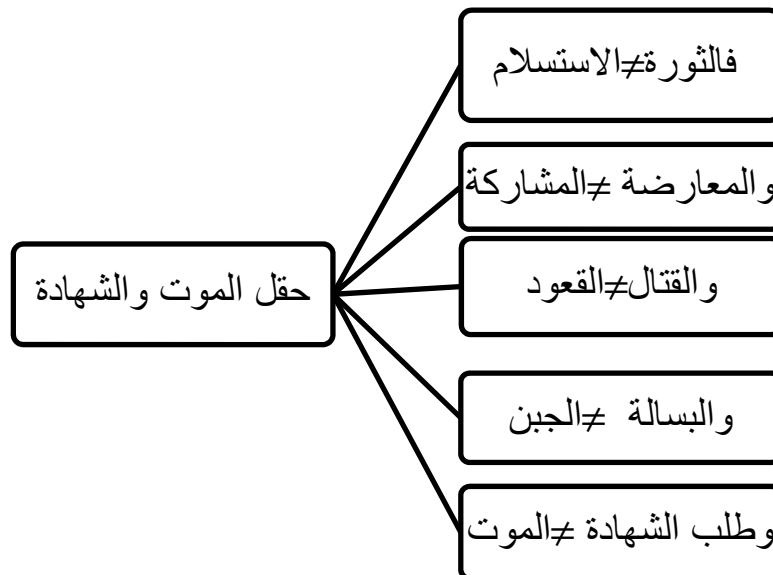 حقل الموت والشهادة
فالثورة≠الاستسلام
والمعارضة ≠المشاركة
والقتال≠القعود
والبسالة ≠الجبن
وطلب الشهادة ≠الموت